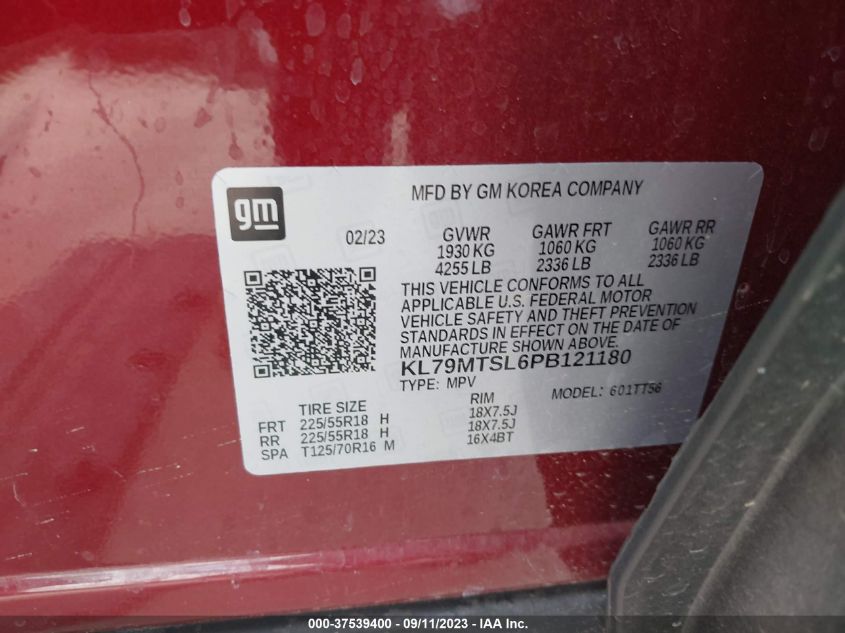 MFD BY GM KOREA COMPANY
gm
02/23 GVWR GAWR FRT GAWR RR
1930 KG 1060 KG 1060 KG
4255 LB 2336 LB 2336 LB
THIS VEHICLE CONFORMS TO ALL
APPLICABLE U.S. FEDERAL MOTOR
VEHICLE SAFETY AND THEFT PREVENTION
STANDARDS IN EFFECT ON THE DATE OF
MANUFACTURE SHOWN ABOVE.
KL79MTSL6PB121180
TYPE: MPV MODEL: 601TT56
TIRE SIZE RIM
FRT 225/55R18 H 18X7.5J
RR 225/55R18 H 18X7.5J
SPA T125/70R16 M 16X4BT
000-37539400 - 09/11/2023 - IAAI.COM